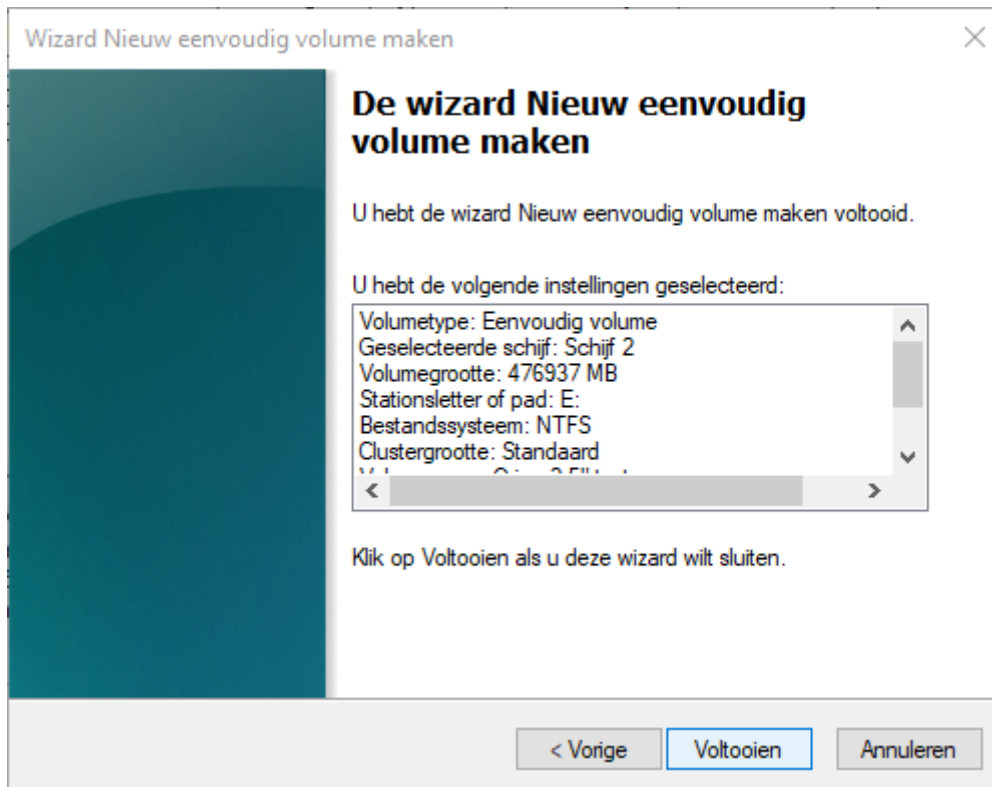 Wizard Nieuw eenvoudig volume maken
De wizard Nieuw eenvoudig
volume maken
U hebt de wizard Nieuw eenvoudig volume maken voltooid.
U hebt de volgende instellingen geselecteerd:
Volumetype: Eenvoudig volume
Geselecteerde schijf: Schijf 2
Volumegrootte: 476937 MB
Stationsletter of pad: E:
Bestandssysteem: NTFS
Clustergrootte: Standaard
Klik op Voltooien als u deze wizard wilt sluiten.
< Vorige
Voltooien
Annuleren